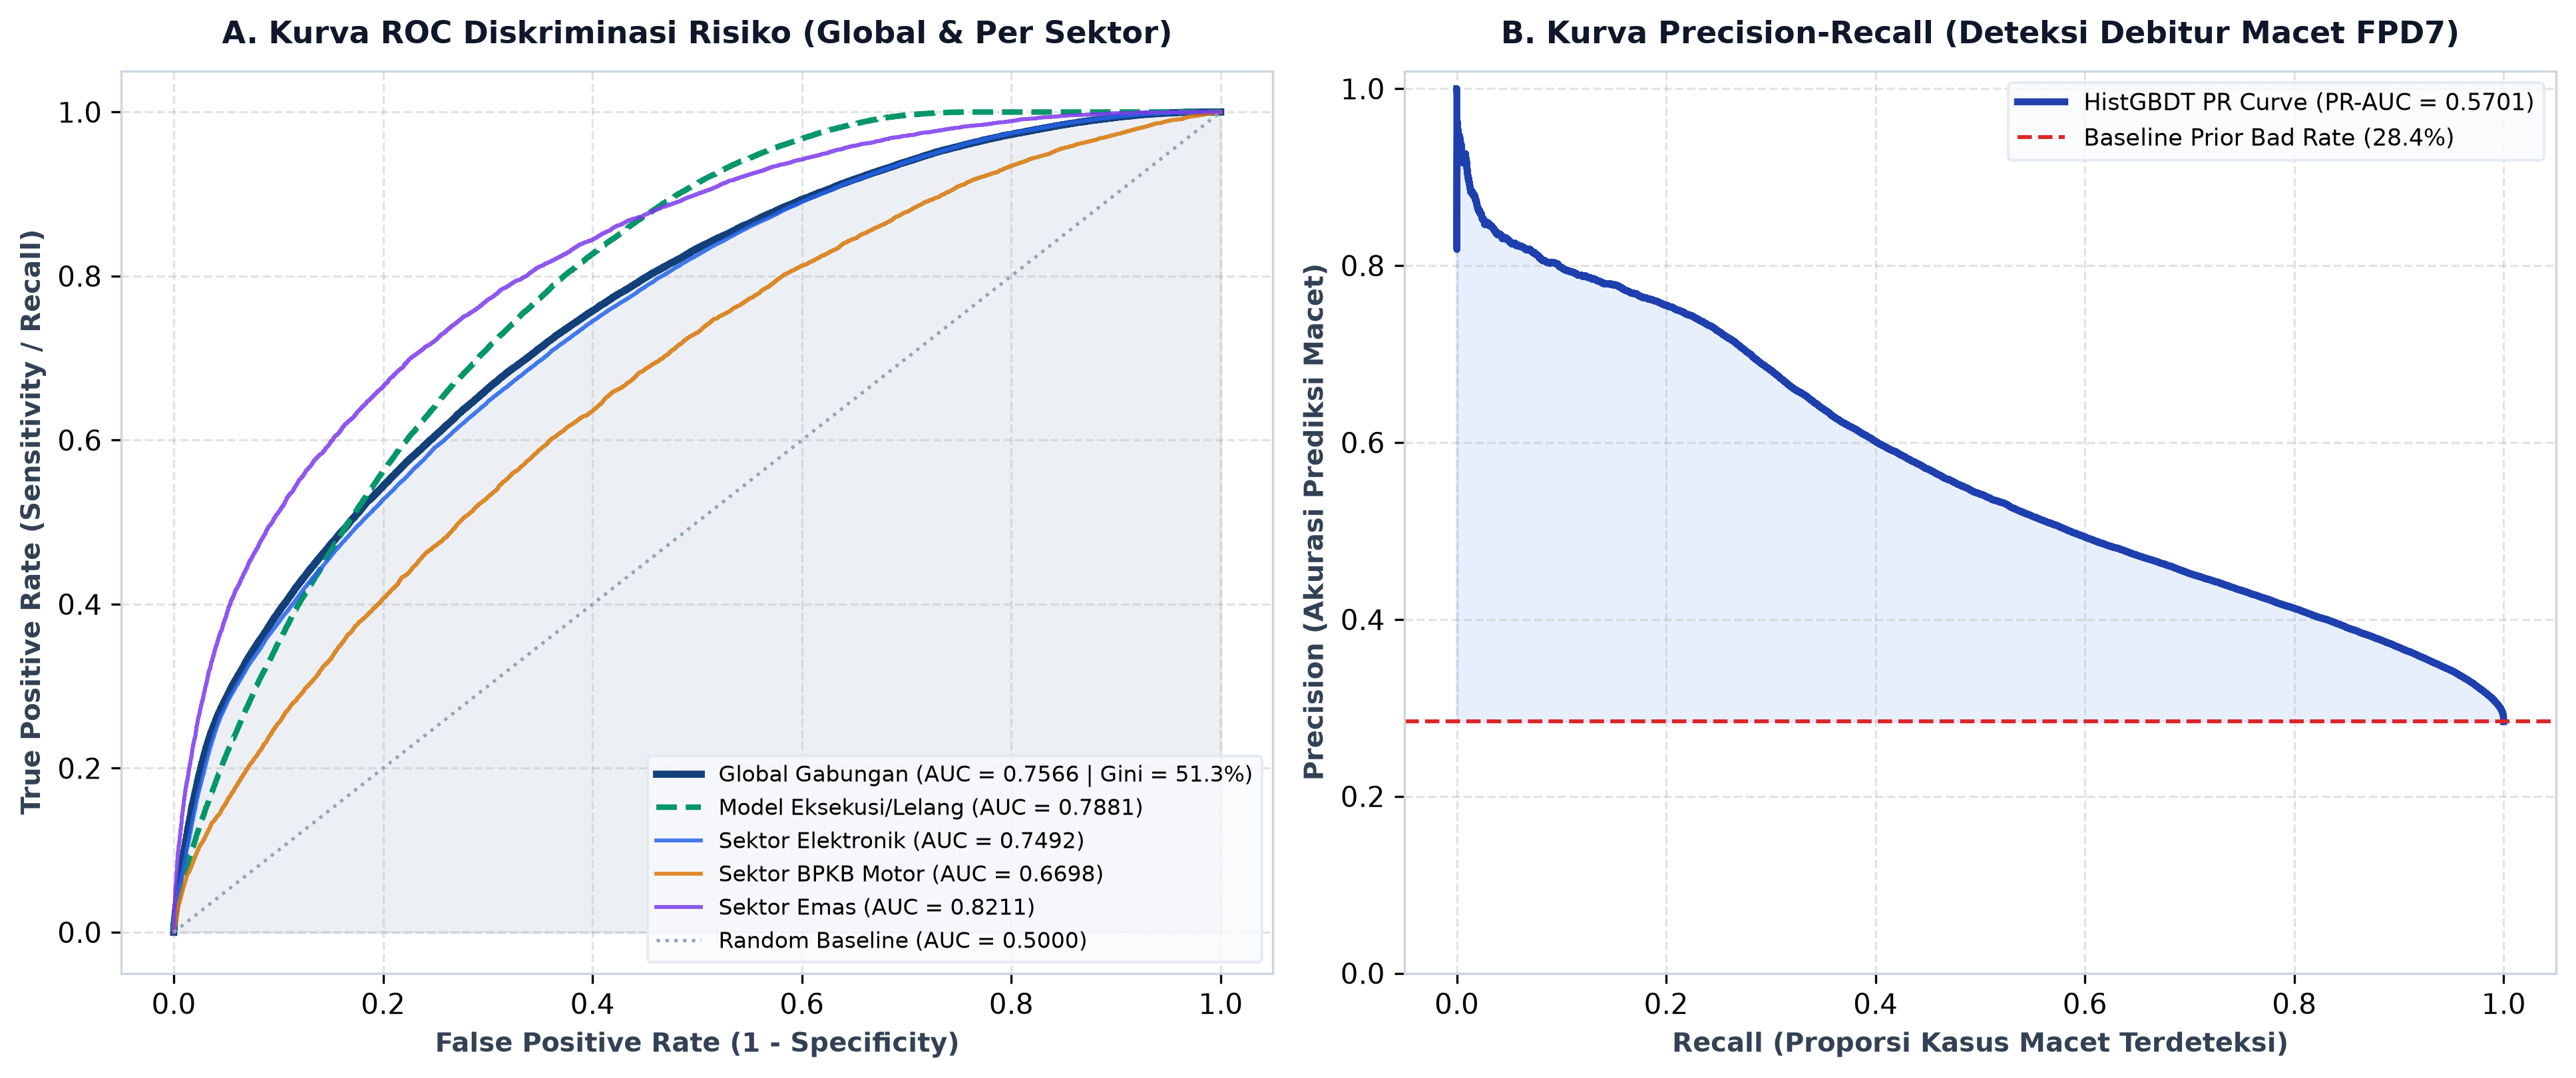 A. Kurva ROC Diskriminasi Risiko (Global & Per Sektor)
True Positive Rate (Sensitivity / Recall)
1.0
0.8
0.6
0.4
0.2
0.0
Global Gabungan (AUC = 0.7566 | Gini = 51.3%)
Model Eksekusi/Lelang (AUC = 0.7881)
Sektor Elektronik (AUC = 0.7492)
Sektor BPKB Motor (AUC = 0.6698)
Sektor Emas (AUC = 0.8211)
Random Baseline (AUC = 0.5000)
0.0 0.2 0.4 0.6 0.8 1.0
False Positive Rate (1 - Specificity)
B. Kurva Precision-Recall (Deteksi Debitur Macet FPD7)
Precision (Akurasi Prediksi Macet)
1.0
0.8
0.6
0.4
0.2
0.0
HistGBDT PR Curve (PR-AUC = 0.5701)
Baseline Prior Bad Rate (28.4%)
0.0 0.2 0.4 0.6 0.8 1.0
Recall (Proporsi Kasus Macet Terdeteksi)